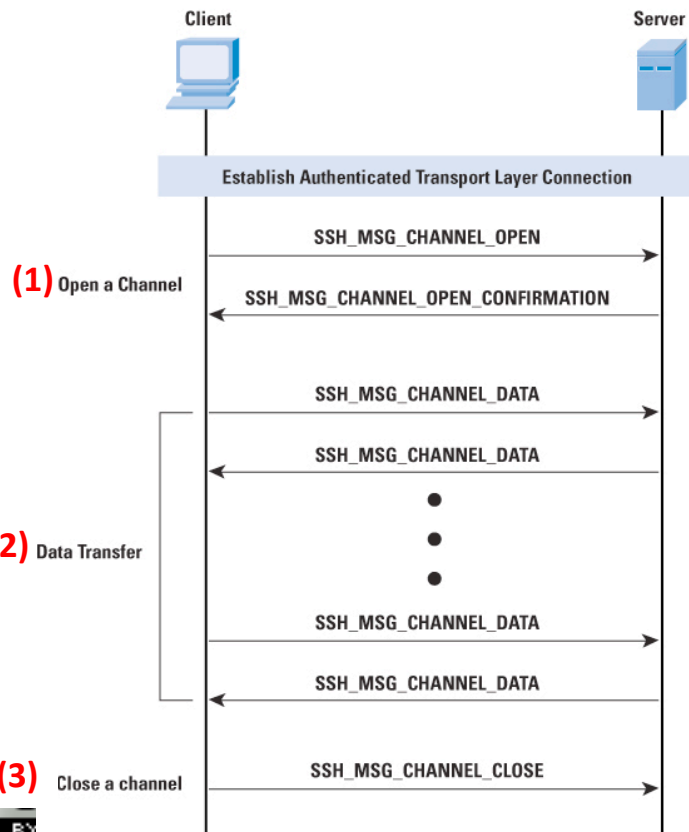 Client Server
Establish Authenticated Transport Layer Connection
SSH_MSG_CHANNEL_OPEN
(1) Open a Channel
SSH_MSG_CHANNEL_OPEN_CONFIRMATION
SSH_MSG_CHANNEL_DATA
SSH_MSG_CHANNEL_DATA
2) Data Transfer
SSH_MSG_CHANNEL_DATA
SSH_MSG_CHANNEL_DATA
(3) Close a channel SSH_MSG_CHANNEL_CLOSE